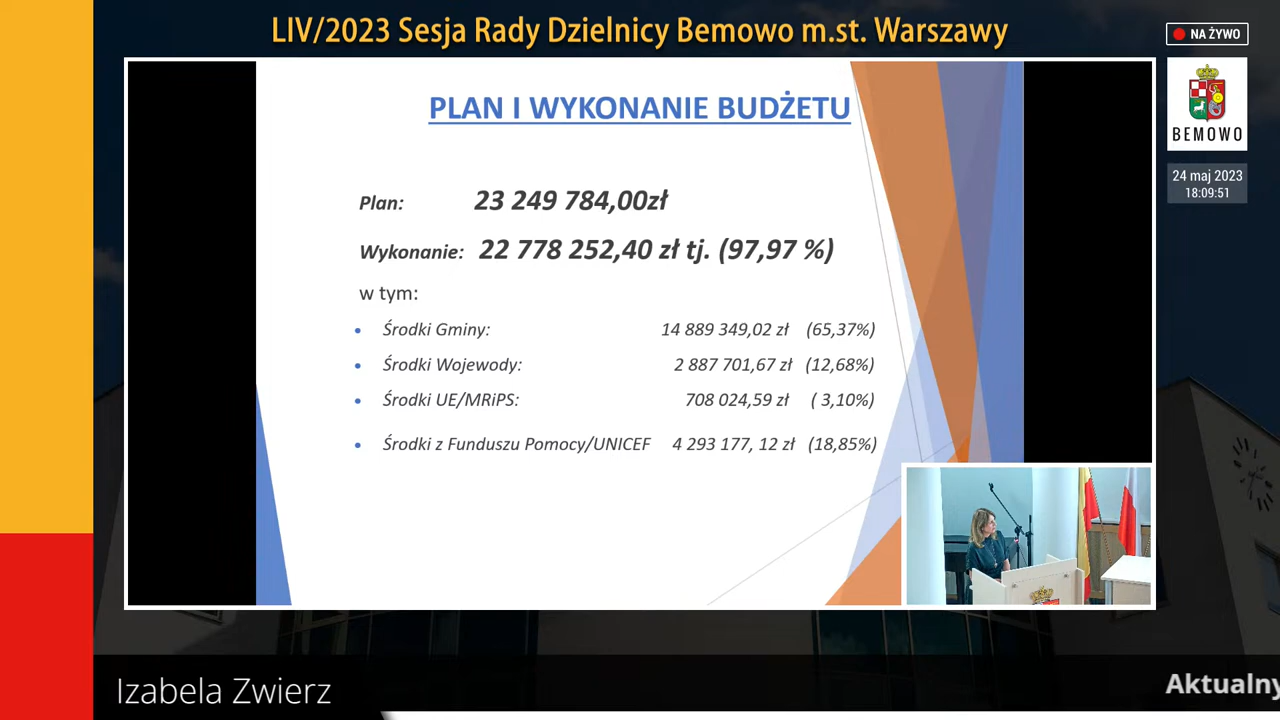 LIV/2023 Sesja Rady Dzielnicy Bemowo m.st. Warszawy
NA ŻYWO
BEMOWO
24 maj 2023
18:09:51
PLAN I WYKONANIE BUDŻETU
Plan: 23 249 784,00zł
Wykonanie: 22 778 252,40 zł tj. (97,97 %)
w tym:
• Środki Gminy: 14 889 349,02 zł (65,37%)
• Środki Wojewody: 2 887 701,67 zł (12,68%)
• Środki UE/MRiPS: 708 024,59 zł ( 3,10%)
• Środki z Funduszu Pomocy/UNICEF 4 293 177, 12 zł (18,85%)
Izabela Zwierz
Aktualny